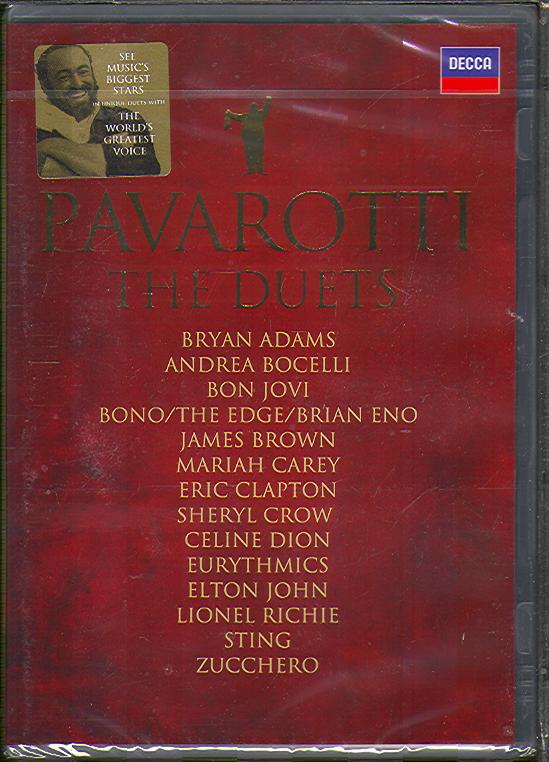 SEE
MUSIC'S
BIGGEST
STARS
IN UNIQUE DUETS WITH
THE
WORLD'S
GREATEST
VOICE
DECCA
PAVAROTTI
THE DUETS
BRYAN ADAMS
ANDREA BOCELLI
BON JOVI
BONO/THE EDGE/BRIAN ENO
JAMES BROWN
MARIAH CAREY
ERIC CLAPTON
SHERYL CROW
CELINE DION
EURYTHMICS
ELTON JOHN
LIONEL RICHIE
STING
ZUCCHERO